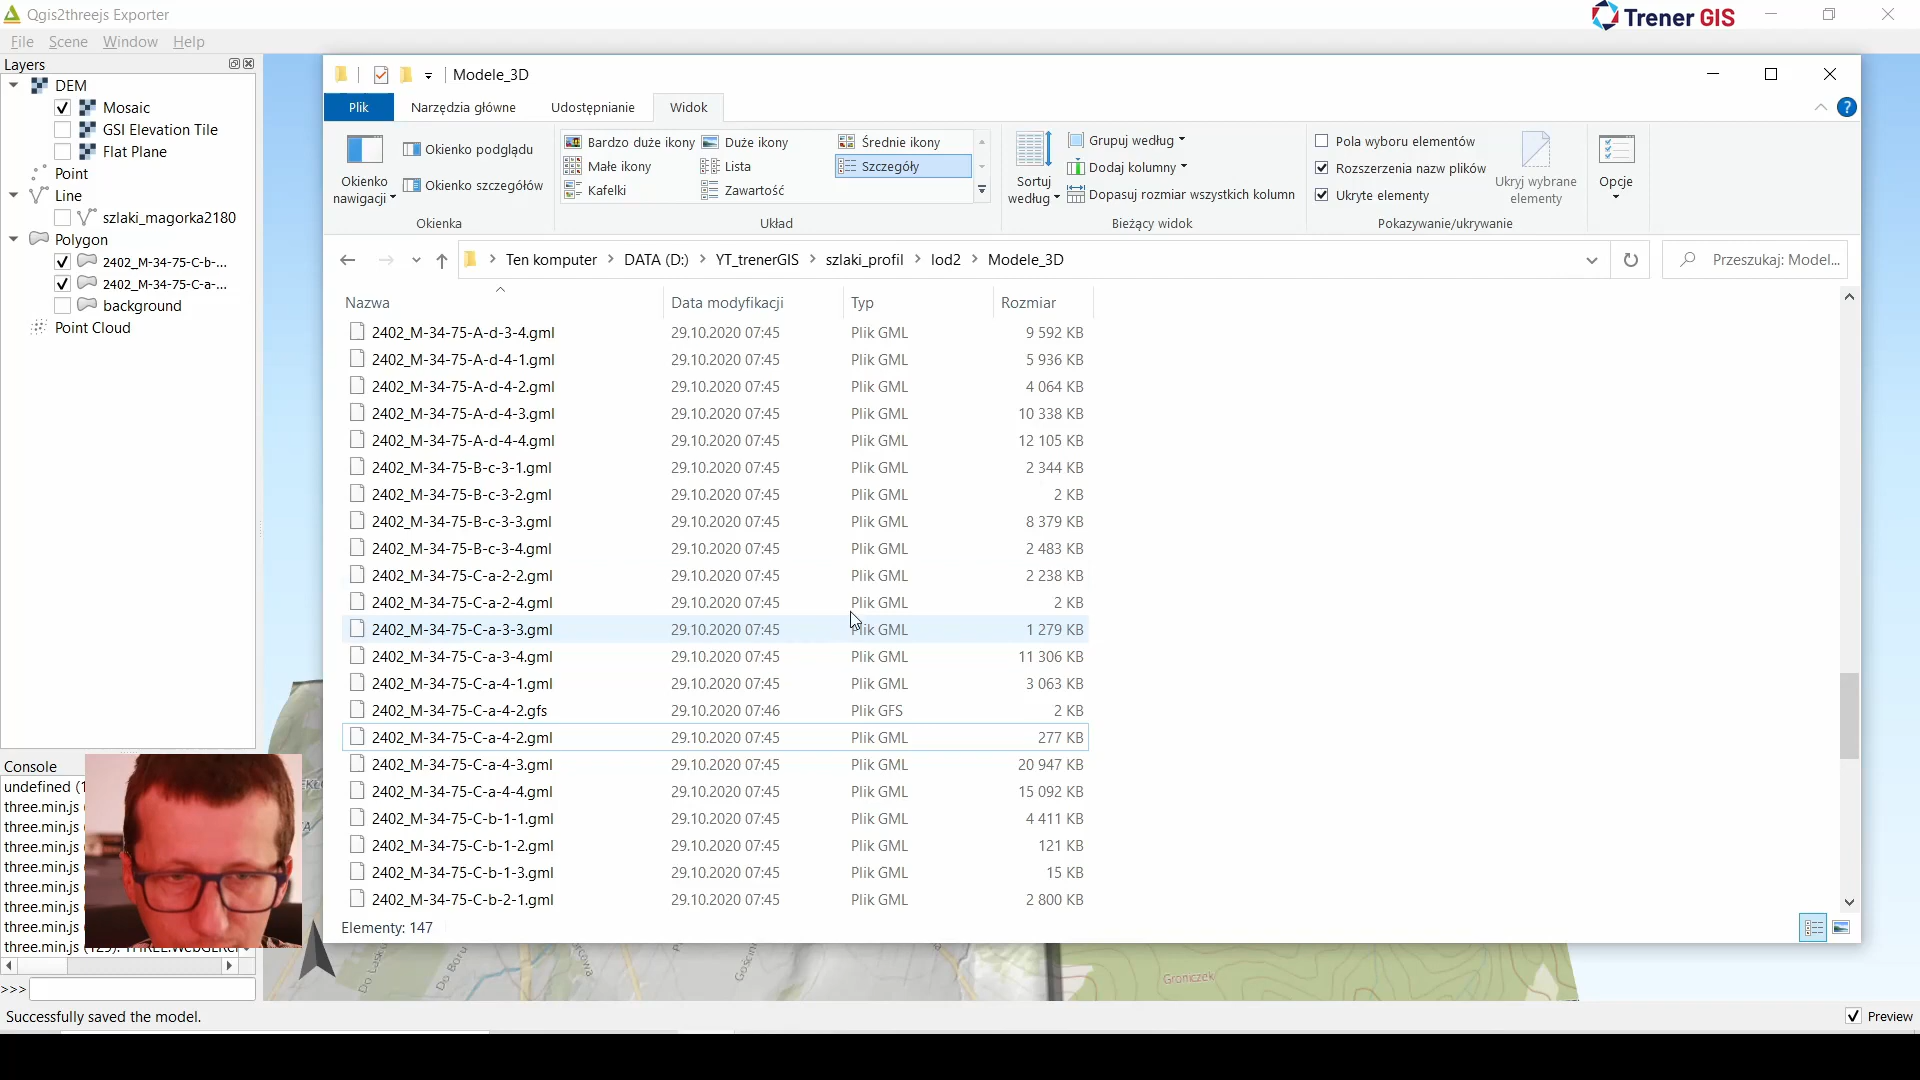 Qgis2threejs Exporter
Trener GIS
File Scene Window Help
Layers
DEM
Mosaic
GSI Elevation Tile
Flat Plane
Point
Line
szlaki_magorka2180
Polygon
2402_M-34-75-C-b-...
2402_M-34-75-C-a-...
background
Point Cloud
Modele_3D
Plik Narzędzia główne Udostępnianie Widok
Okienko nawigacji
Okienko podglądu
Okienko szczegółów
Okienka
Bardzo duże ikony Duże ikony Średnie ikony
Małe ikony Lista Szczegóły
Kafelki Zawartość
Układ
Sortuj według
Grupuj według
Dodaj kolumny
Dopasuj rozmiar wszystkich kolumn
Bieżący widok
Pola wyboru elementów
Rozszerzenia nazw plików
Ukryte elementy
Ukryj wybrane elementy
Pokazywanie/ukrywanie
Opcje
Ten komputer > DATA (D:) > YT_trenerGIS > szlaki_profil > lod2 > Modele_3D
Przeszukaj: Model...
Nazwa Data modyfikacji Typ Rozmiar
2402_M-34-75-A-d-3-4.gml 29.10.2020 07:45 Plik GML 9 592 KB
2402_M-34-75-A-d-4-1.gml 29.10.2020 07:45 Plik GML 5 936 KB
2402_M-34-75-A-d-4-2.gml 29.10.2020 07:45 Plik GML 4 064 KB
2402_M-34-75-A-d-4-3.gml 29.10.2020 07:45 Plik GML 10 338 KB
2402_M-34-75-A-d-4-4.gml 29.10.2020 07:45 Plik GML 12 105 KB
2402_M-34-75-B-c-3-1.gml 29.10.2020 07:45 Plik GML 2 344 KB
2402_M-34-75-B-c-3-2.gml 29.10.2020 07:45 Plik GML 2 KB
2402_M-34-75-B-c-3-3.gml 29.10.2020 07:45 Plik GML 8 379 KB
2402_M-34-75-B-c-3-4.gml 29.10.2020 07:45 Plik GML 2 483 KB
2402_M-34-75-C-a-2-2.gml 29.10.2020 07:45 Plik GML 2 238 KB
2402_M-34-75-C-a-2-4.gml 29.10.2020 07:45 Plik GML 2 KB
2402_M-34-75-C-a-3-3.gml 29.10.2020 07:45 Plik GML 1 279 KB
2402_M-34-75-C-a-3-4.gml 29.10.2020 07:45 Plik GML 11 306 KB
2402_M-34-75-C-a-4-1.gml 29.10.2020 07:45 Plik GML 3 063 KB
2402_M-34-75-C-a-4-2.gfs 29.10.2020 07:46 Plik GFS 2 KB
2402_M-34-75-C-a-4-2.gml 29.10.2020 07:45 Plik GML 277 KB
2402_M-34-75-C-a-4-3.gml 29.10.2020 07:45 Plik GML 20 947 KB
2402_M-34-75-C-a-4-4.gml 29.10.2020 07:45 Plik GML 15 092 KB
2402_M-34-75-C-b-1-1.gml 29.10.2020 07:45 Plik GML 4 411 KB
2402_M-34-75-C-b-1-2.gml 29.10.2020 07:45 Plik GML 121 KB
2402_M-34-75-C-b-1-3.gml 29.10.2020 07:45 Plik GML 15 KB
2402_M-34-75-C-b-2-1.gml 29.10.2020 07:45 Plik GML 2 800 KB
Elementy: 147
Console
undefined (1
three.min.js
three.min.js
three.min.js
three.min.js
three.min.js
three.min.js
three.min.js
three.min.js
>>>
Do Boru
Groniczek
Successfully saved the model.
Preview